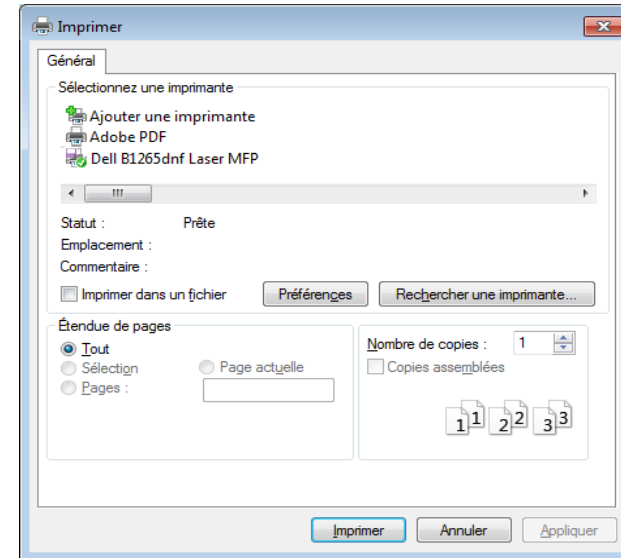 Imprimer
Général
Sélectionnez une imprimante
Ajouter une imprimante
Adobe PDF
Dell B1265dnf Laser MFP
Statut : Prête
Emplacement :
Commentaire :
Imprimer dans un fichier Préférences Rechercher une imprimante...
Étendue de pages
Tout
Sélection Page actuelle
Pages :
Nombre de copies : 1
Copies assemblées
1 1 2 2 3 3
Imprimer Annuler Appliquer